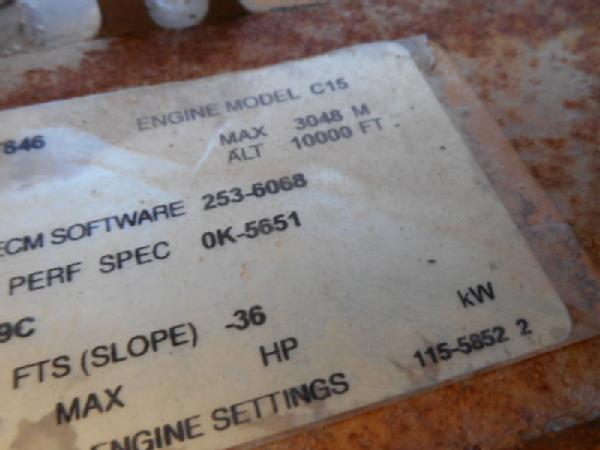 ENGINE MODEL C15
846 MAX 3048 M
ALT 10000 FT
ECM SOFTWARE 253-6068
PERF SPEC 0K-5651
9C
FTS (SLOPE) -36
MAX HP kW
ENGINE SETTINGS 115-5852 2